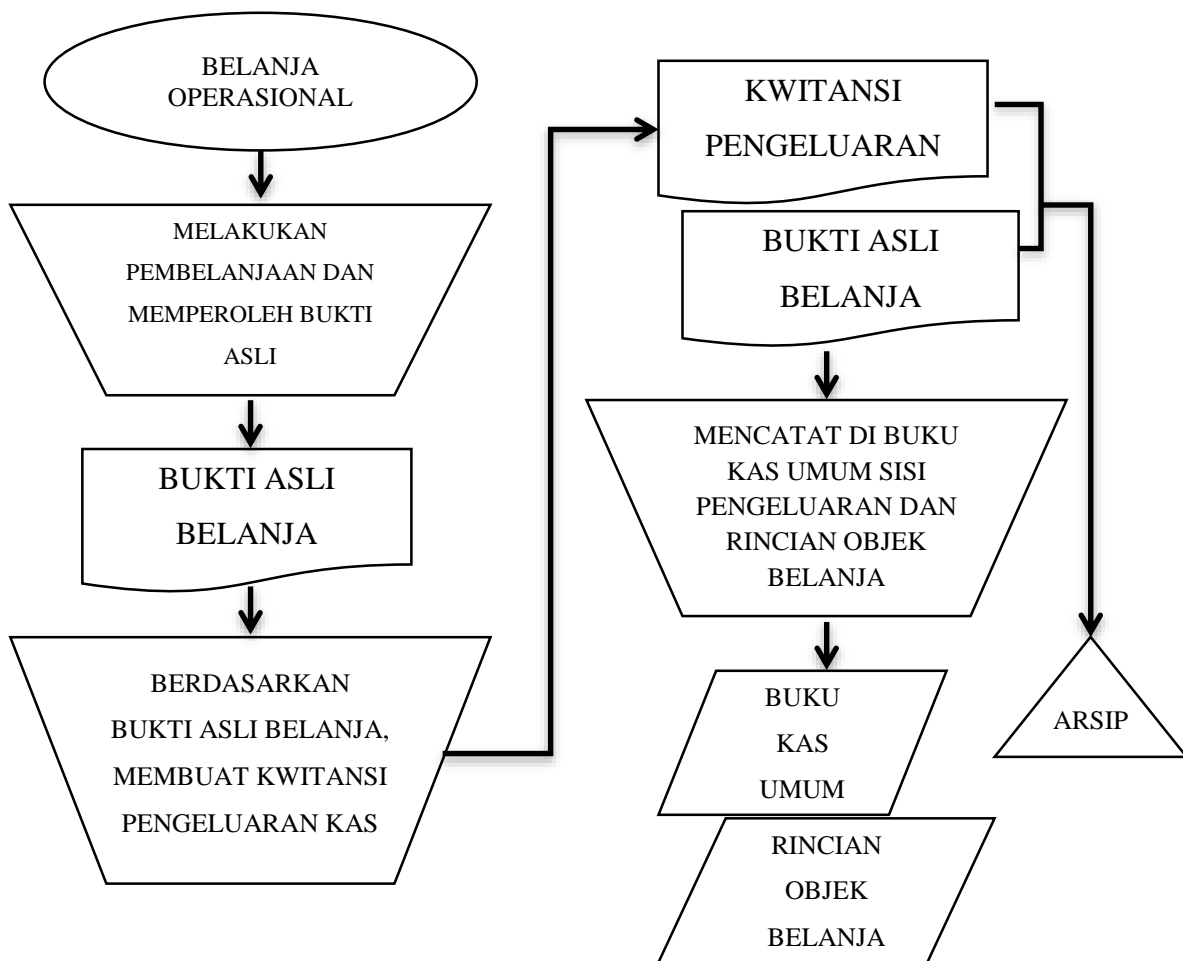 BELANJA
OPERASIONAL
MELAKUKAN
PEMBELANJAAN DAN
MEMPEROLEH BUKTI
ASLI
BUKTI ASLI
BELANJA
BERDASARKAN
BUKTI ASLI BELANJA,
MEMBUAT KWITANSI
PENGELUARAN KAS
KWITANSI
PENGELUARAN
BUKTI ASLI
BELANJA
MENCATAT DI BUKU
KAS UMUM SISI
PENGELUARAN DAN
RINCIAN OBJEK
BELANJA
BUKU
KAS
UMUM
RINCIAN
OBJEK
BELANJA
ARSIP